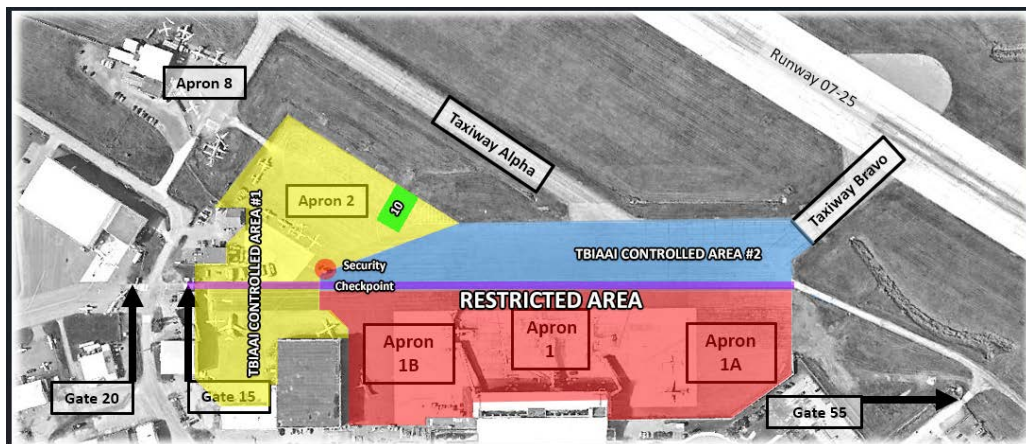 Apron 8
Runway 07-25
Taxiway Alpha
Taxiway Bravo
Apron 2
10
TBIAAI CONTROLLED AREA #1
TBIAAI CONTROLLED AREA #2
Security
Checkpoint
RESTRICTED AREA
Apron
1B
Apron
1
Apron
1A
Gate 20
Gate 15
Gate 55